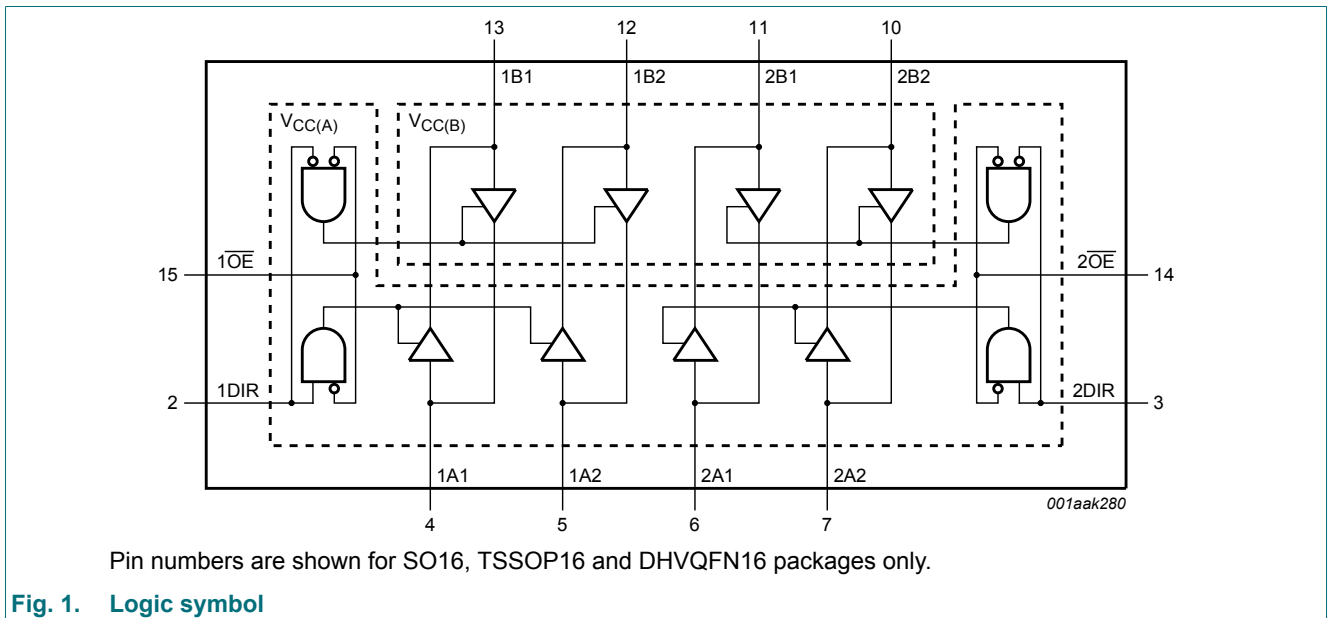 13 12 11 10
1B1 1B2 2B1 2B2
VCC(A) VCC(B)
15 1OE 2OE 14
2 1DIR 2DIR 3
1A1 1A2 2A1 2A2
4 5 6 7
001aak280
Pin numbers are shown for SO16, TSSOP16 and DHVQFN16 packages only.
Fig. 1. Logic symbol